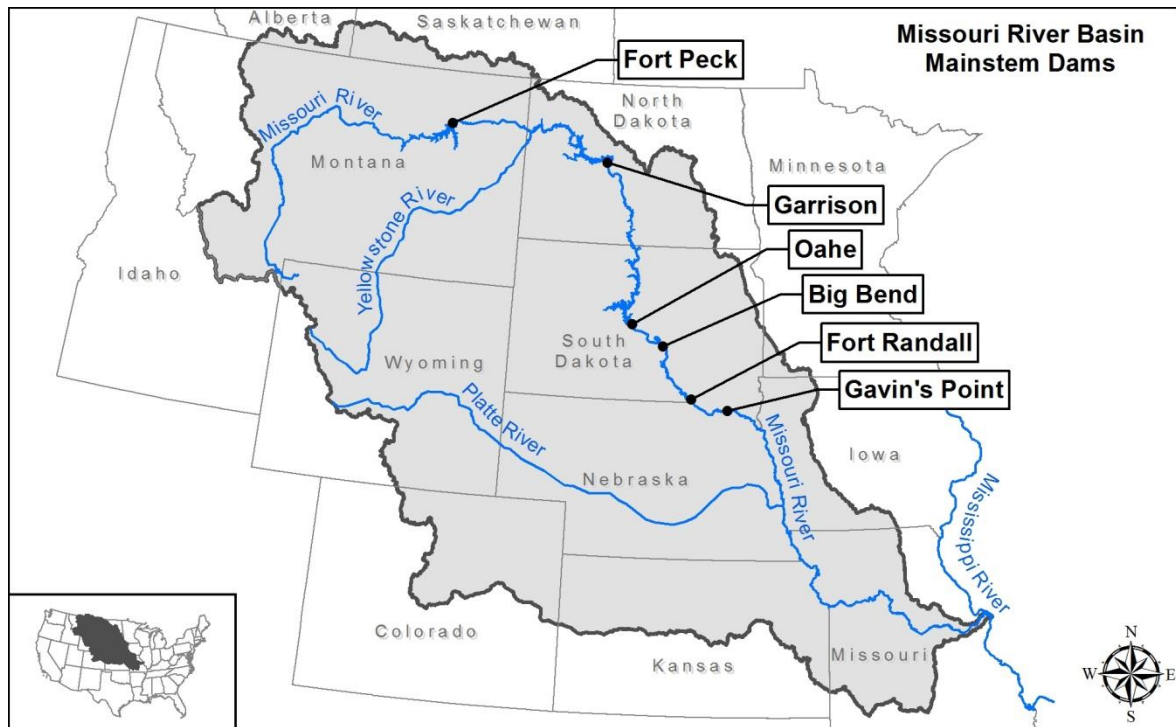 Alberta
Saskatchewan
Missouri River Basin
Mainstem Dams
Fort Peck
North
Dakota
Missouri River
Montana
Minnesota
Garrison
Yellowstone River
Oahe
Idaho
Big Bend
South
Dakota
Fort Randall
Wyoming
Gavin's Point
Platte River
Missouri River
Iowa
Nebraska
Mississippi River
Colorado
Kansas
Missouri
N
W
E
S